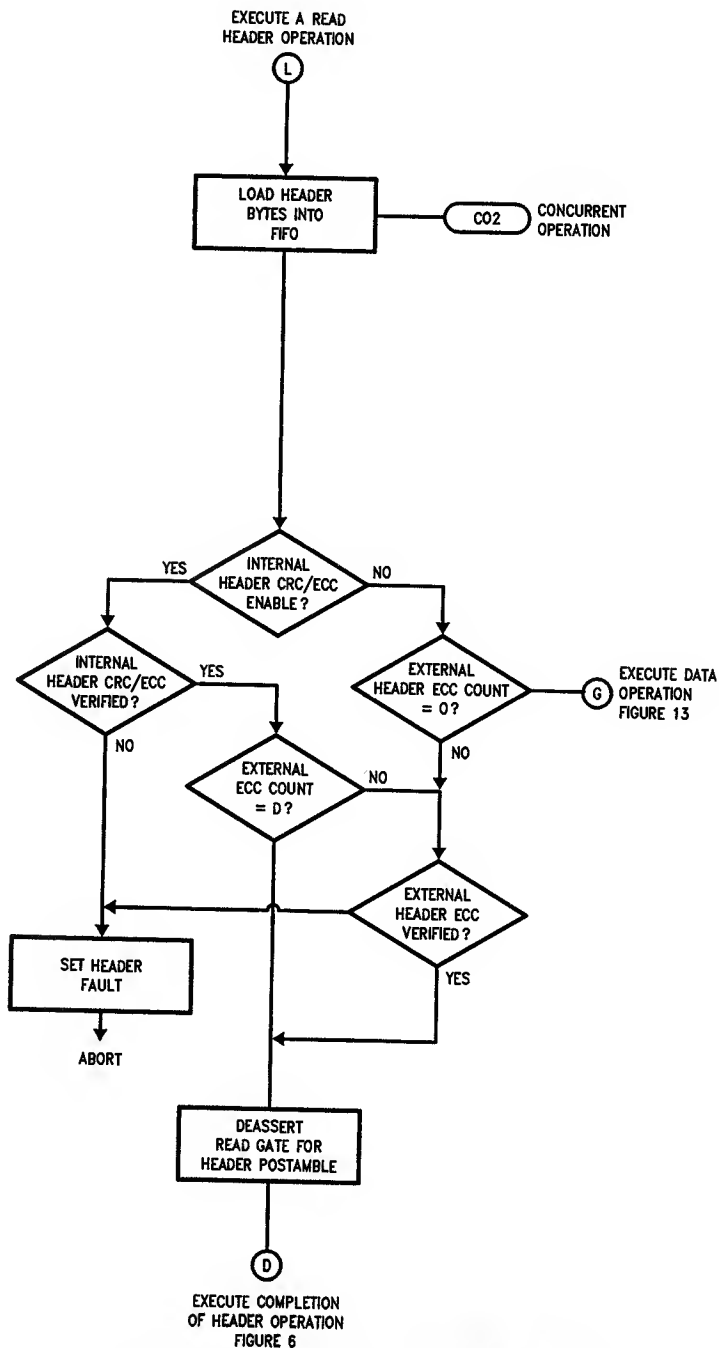 EXECUTE A READ
HEADER OPERATION
L
LOAD HEADER
BYTES INTO
FIFO
CO2
CONCURRENT
OPERATION
INTERNAL
HEADER CRC/ECC
ENABLE?
YES
NO
INTERNAL
HEADER CRC/ECC
VERIFIED?
YES
NO
EXTERNAL
HEADER ECC COUNT
= 0?
NO
G
EXECUTE DATA
OPERATION
FIGURE 13
EXTERNAL
ECC COUNT
= D?
NO
EXTERNAL
HEADER ECC
VERIFIED?
YES
SET HEADER
FAULT
ABORT
DEASSERT
READ GATE FOR
HEADER POSTAMBLE
D
EXECUTE COMPLETION
OF HEADER OPERATION
FIGURE 6